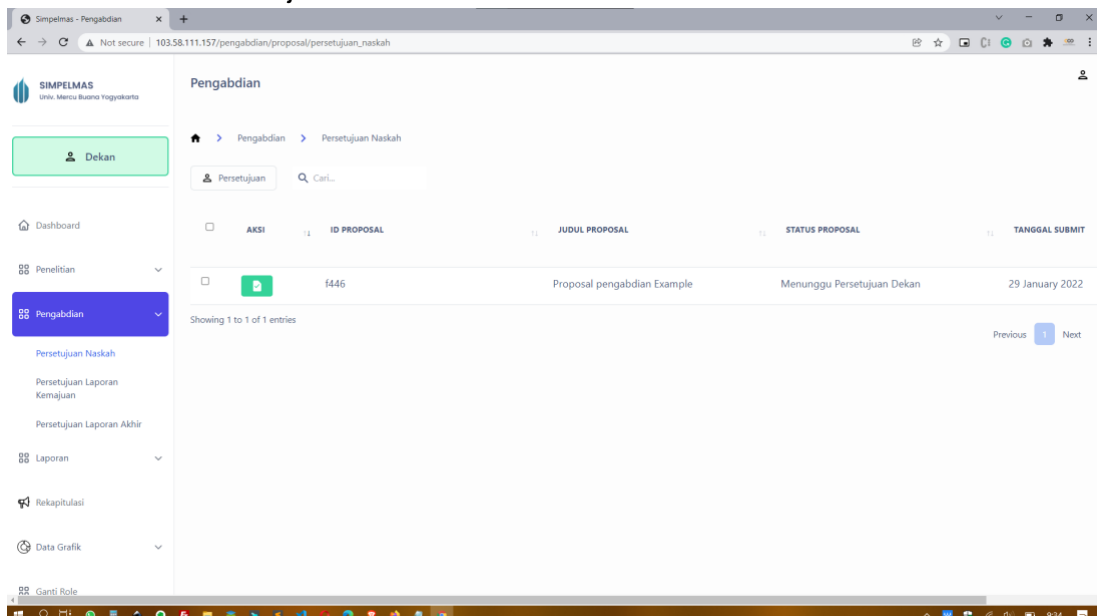 Simpelmas - Pengabdian
Not secure | 103.58.111.157/pengabdian/proposal/persetujuan_naskah
SIMPELMAS
Univ. Mercu Buana Yogyakarta
Pengabdian
Dekan
Pengabdian > Persetujuan Naskah
Persetujuan
Cari...
Dashboard
Penelitian
Pengabdian
Persetujuan Naskah
Persetujuan Laporan
Kemajuan
Persetujuan Laporan Akhir
Laporan
Rekapitulasi
Data Grafik
Ganti Role
AKSI ID PROPOSAL JUDUL PROPOSAL STATUS PROPOSAL TANGGAL SUBMIT
f446 Proposal pengabdian Example Menunggu Persetujuan Dekan 29 January 2022
Showing 1 to 1 of 1 entries
Previous 1 Next
9:34